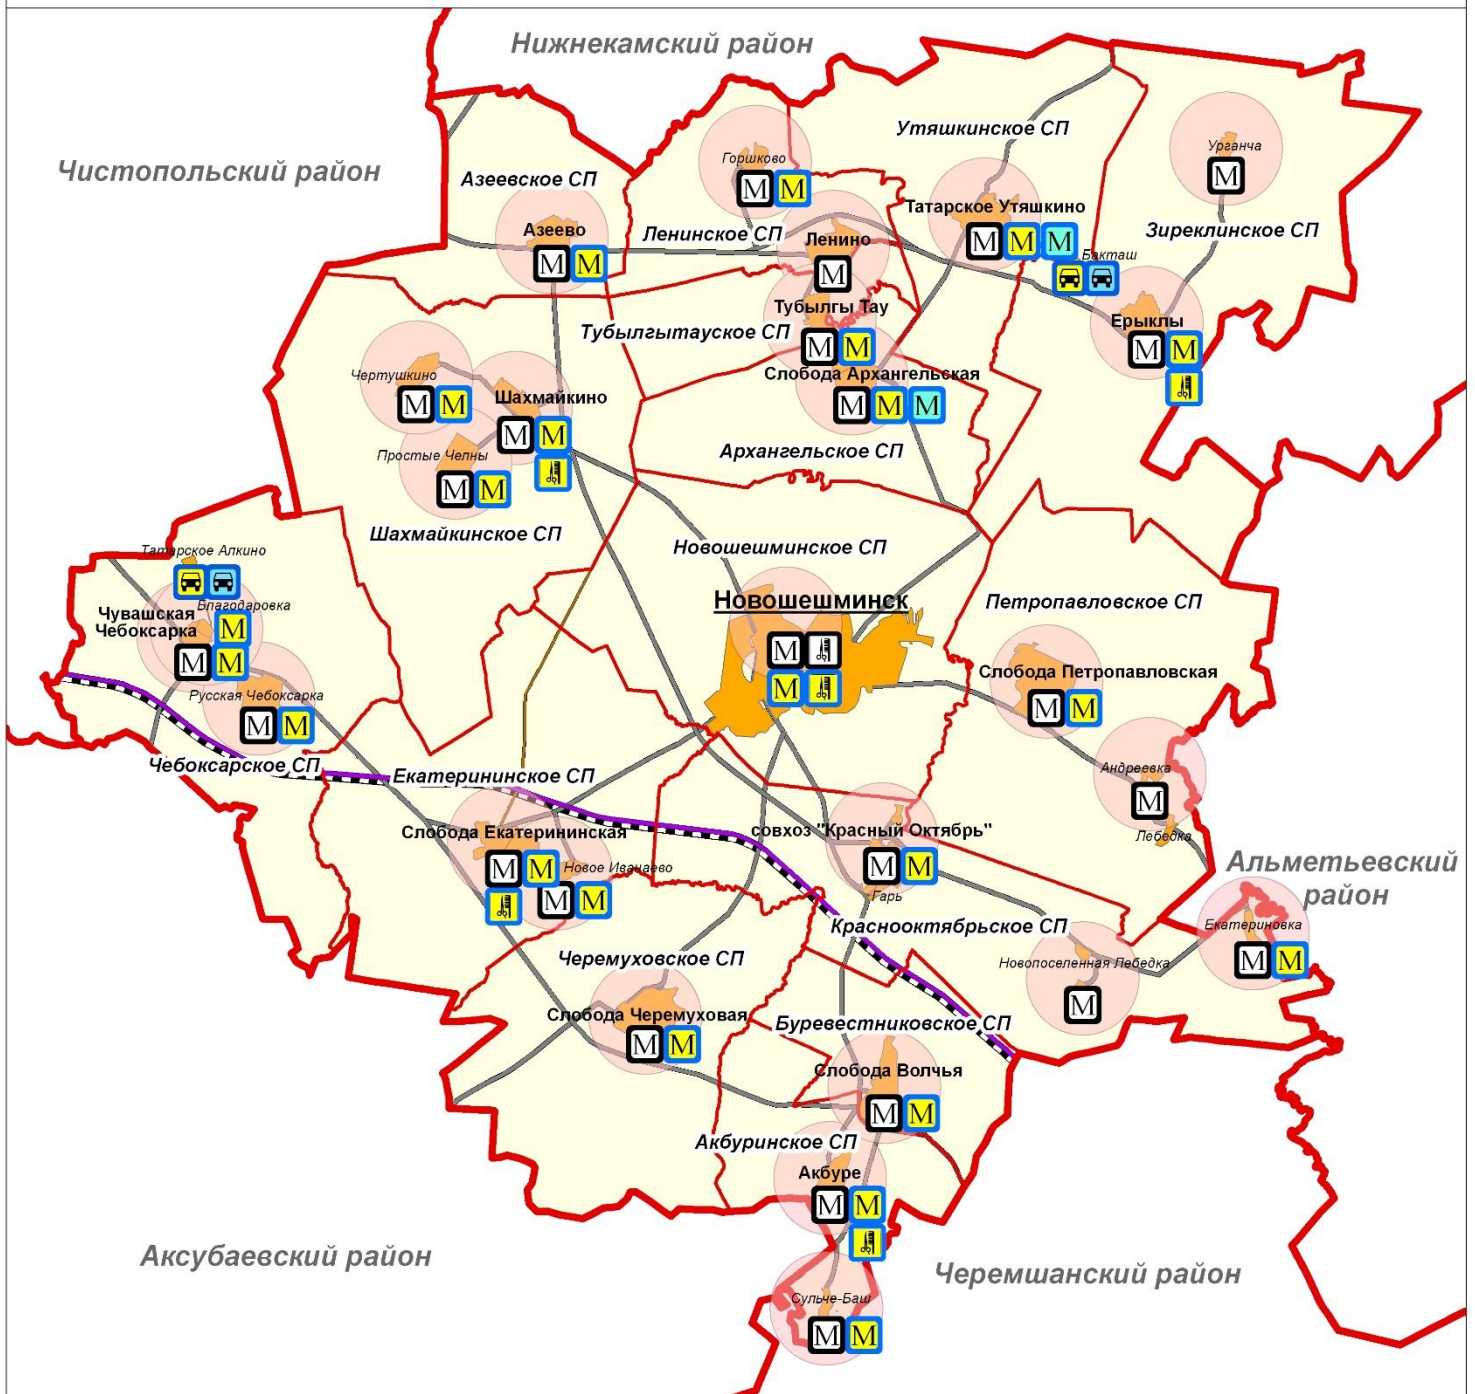 Нижнекамский район
Чистопольский район
Утяшкинское СП
Урганча
М
Горшково
М М
Азеевское СП
Татарское Утяшкино
М М М
Ленинское СП
Ленино
М
Зиреклинское СП
Азеево
М М
Бакташ
Тубылгы Тау
М М
Ерыклы
М М
Тубылгытауское СП
Слобода Архангельская
М М М
Чертушкино
М М
Шахмайкино
М М
Архангельское СП
Простые Челны
М М
Шахмайкинское СП
Новошешминское СП
Татарское Алкино
Благодаровка
М
Чувашская
Чебоксарка
М М
Новошешминск
М
М
Петропавловское СП
Слобода Петропавловская
М М
Русская Чебоксарка
М М
Чебоксарское СП
Екатерининское СП
Андреевка
М
Лебедка
Слобода Екатерининская
М М
Новое Иванаево
М М
совхоз "Красный Октябрь"
М М
Гарь
Альметьевский
район
Краснооктябрьское СП
Екатериновка
М М
Черемуховское СП
Новопоселенная Лебедка
М
Слобода Черемуховая
М М
Буревестниковское СП
Слобода Волчья
М М
Акбуринское СП
Акбуре
М М
Аксубаевский район
Черемшанский район
Сульче-Баш
М М